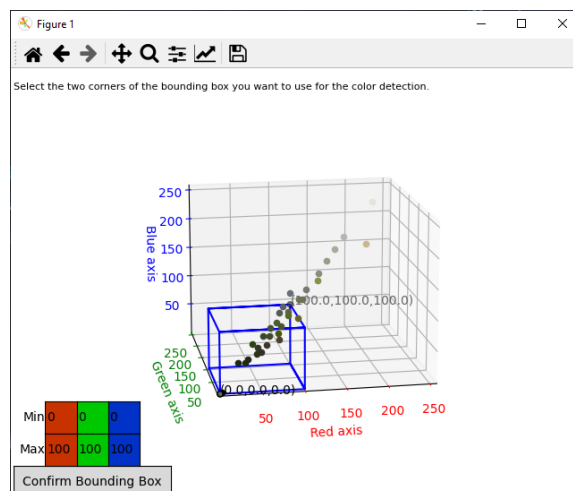 Figure 1
Select the two corners of the bounding box you want to use for the color detection.
250
200
150
100
50
Blue axis
(100.0,100.0,100.0)
250
200
150
100
50
Green axis
(0.0,0.0,0.0)
50
100
150
200
250
Red axis
Min 0 0 0
Max 100 100 100
Confirm Bounding Box